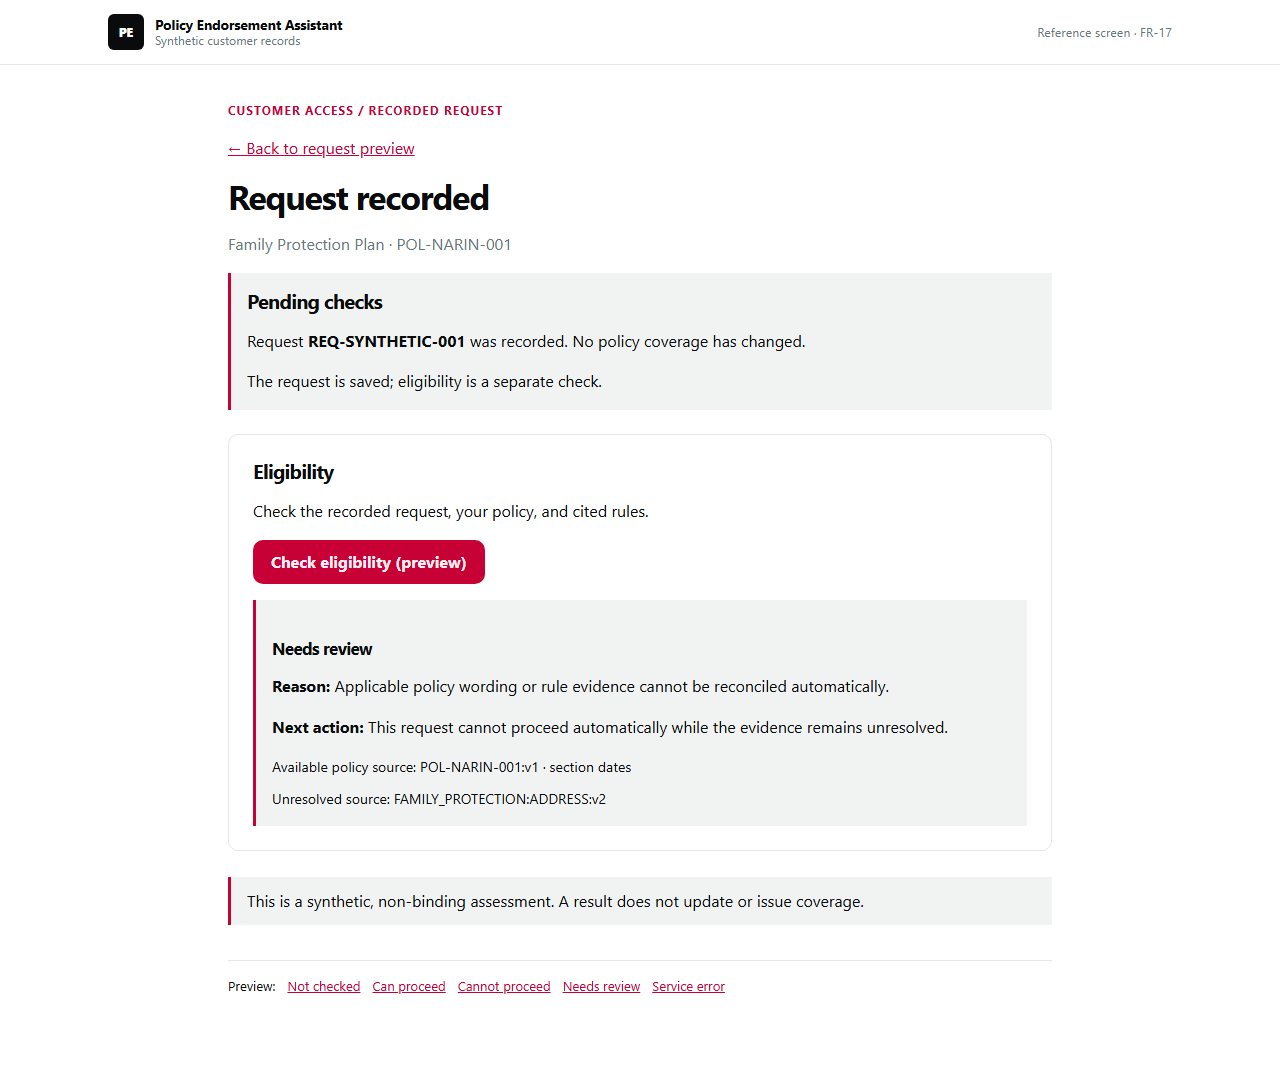 PE
Policy Endorsement Assistant
Synthetic customer records
Reference screen · FR-17
CUSTOMER ACCESS / RECORDED REQUEST
← Back to request preview
Request recorded
Family Protection Plan · POL-NARIN-001
Pending checks
Request REQ-SYNTHETIC-001 was recorded. No policy coverage has changed.
The request is saved; eligibility is a separate check.
Eligibility
Check the recorded request, your policy, and cited rules.
Check eligibility (preview)
Needs review
Reason: Applicable policy wording or rule evidence cannot be reconciled automatically.
Next action: This request cannot proceed automatically while the evidence remains unresolved.
Available policy source: POL-NARIN-001:v1 · section dates
Unresolved source: FAMILY_PROTECTION:ADDRESS:v2
This is a synthetic, non-binding assessment. A result does not update or issue coverage.
Preview: Not checked Can proceed Cannot proceed Needs review Service error